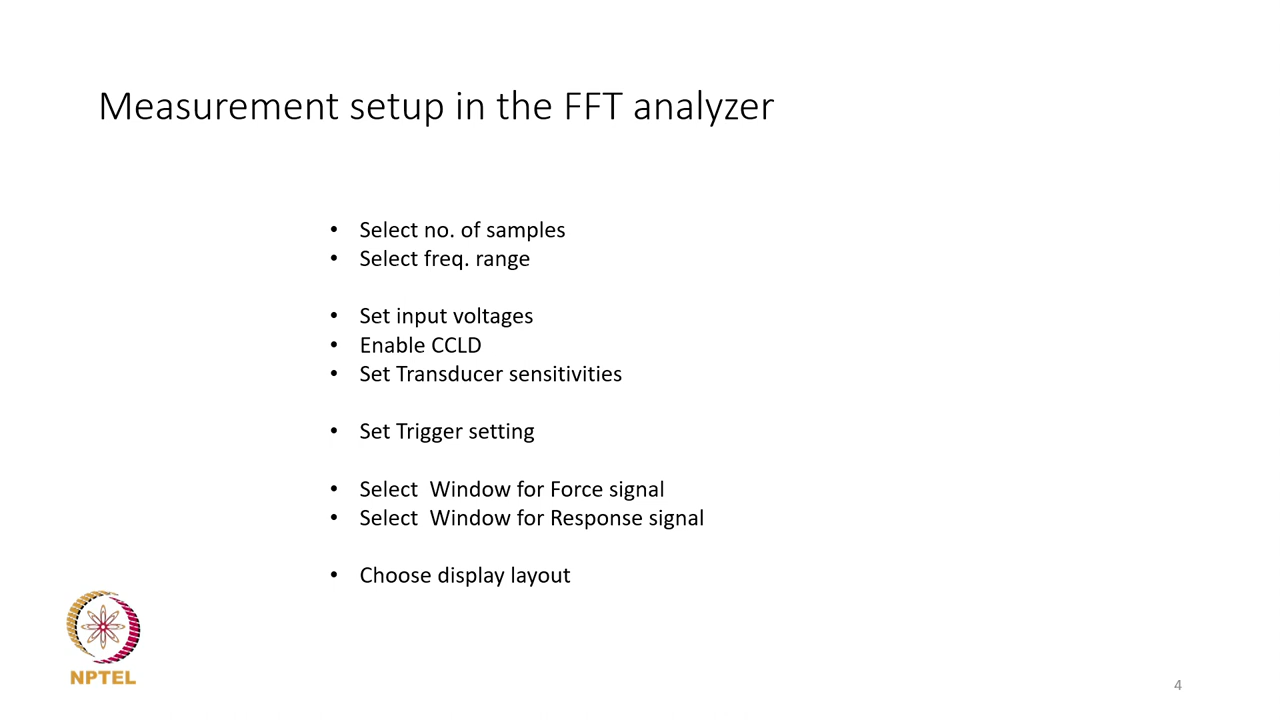 Measurement setup in the FFT analyzer
• Select no. of samples
• Select freq. range
• Set input voltages
• Enable CCLD
• Set Transducer sensitivities
• Set Trigger setting
• Select  Window for Force signal
• Select  Window for Response signal
• Choose display layout
NPTEL
4